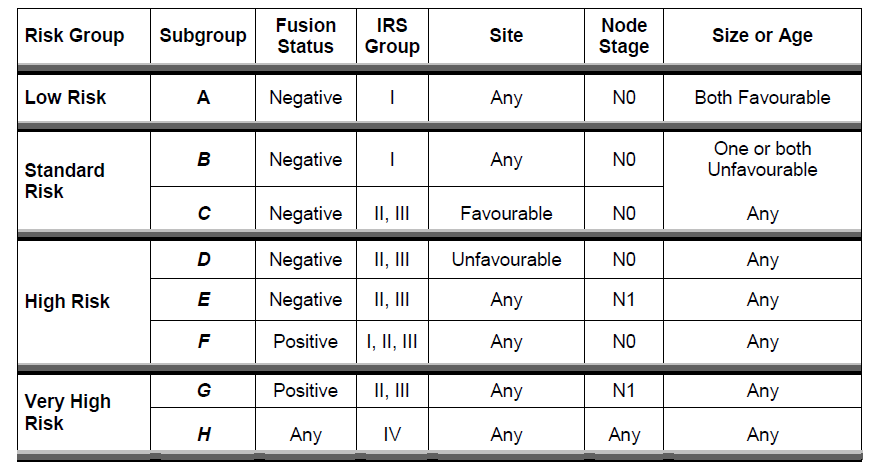 Risk Group Subgroup Fusion Status IRS Group Site Node Stage Size or Age
Low Risk A Negative I Any N0 Both Favourable
Standard Risk B Negative I Any N0 One or both Unfavourable
C Negative II, III Favourable N0 Any
High Risk D Negative II, III Unfavourable N0 Any
E Negative II, III Any N1 Any
F Positive I, II, III Any N0 Any
Very High Risk G Positive II, III Any N1 Any
H Any IV Any Any Any